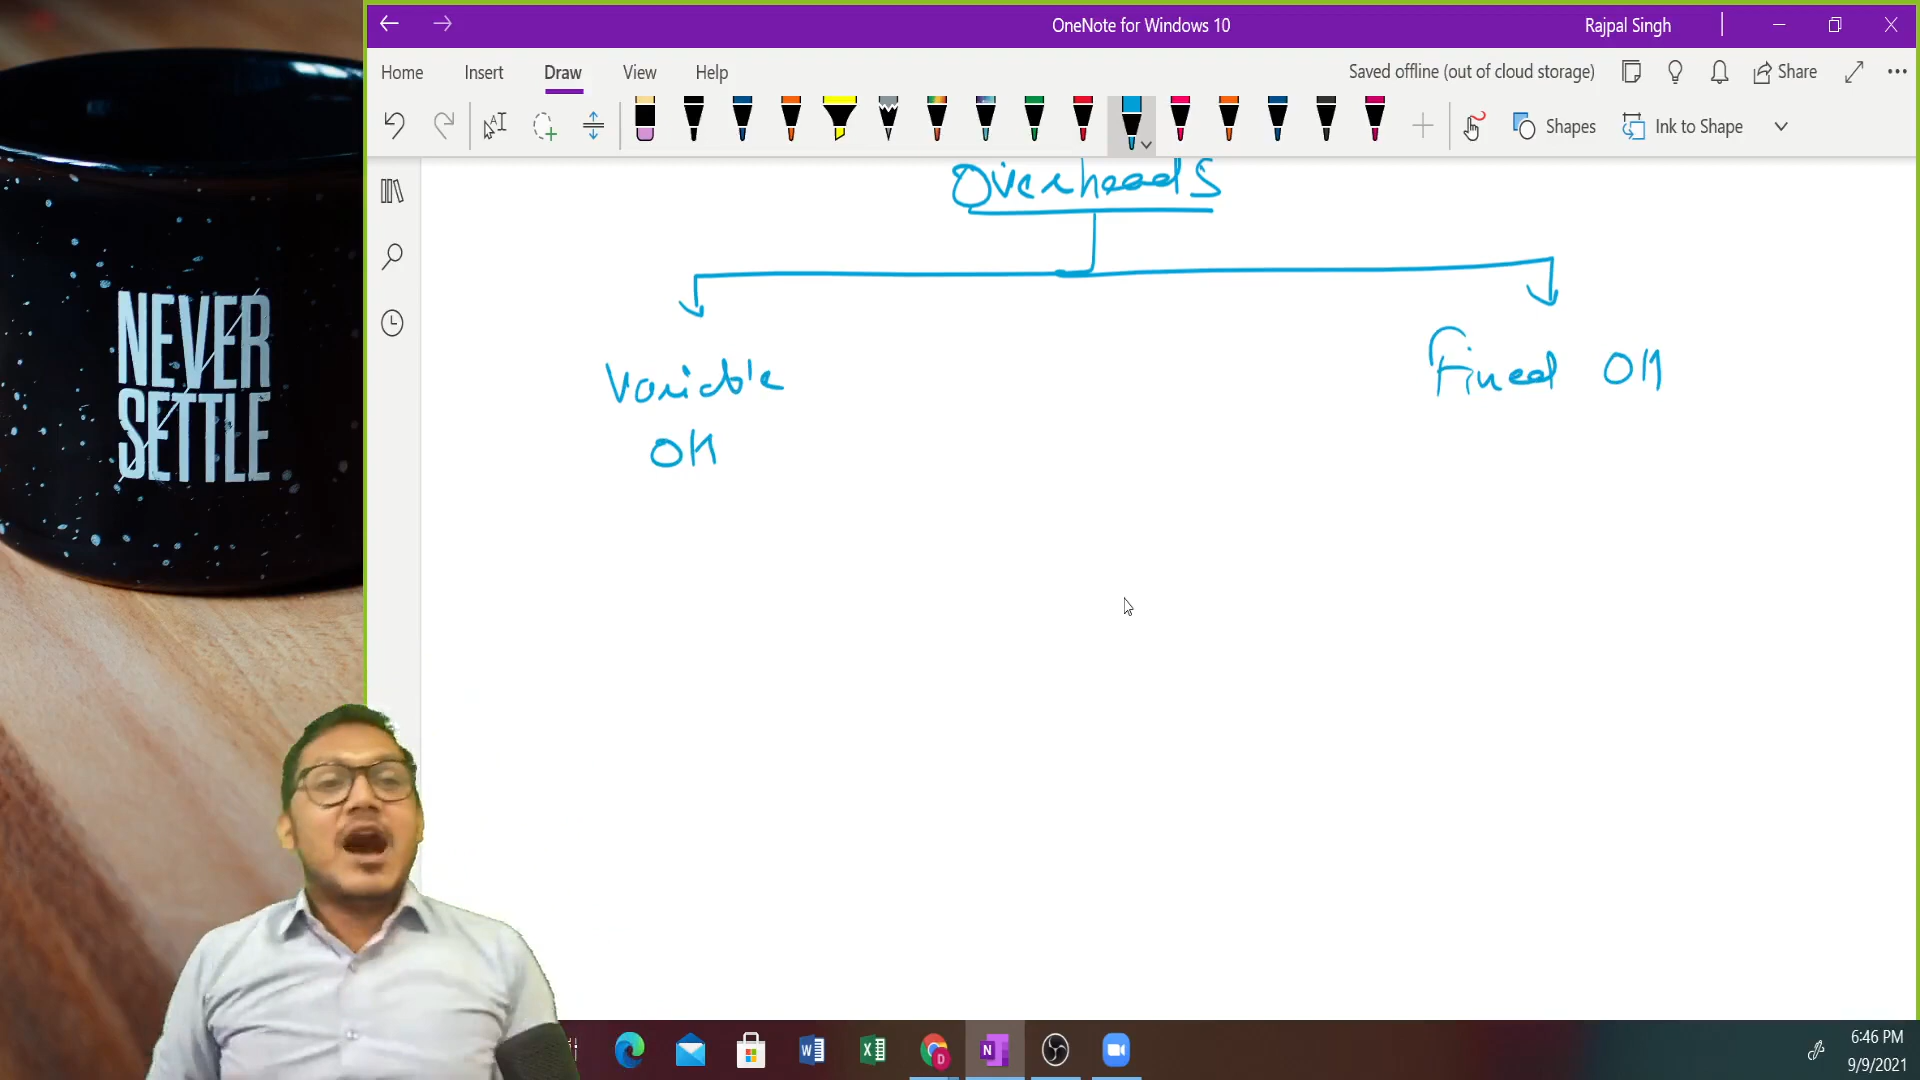 OneNote for Windows 10
Rajpal Singh
Home Insert Draw View Help
Saved offline (out of cloud storage)
Share
Shapes
Ink to Shape
Overheads
Variable
OH
Fixed OH
NEVER
SETTLE
6:46 PM
9/9/2021